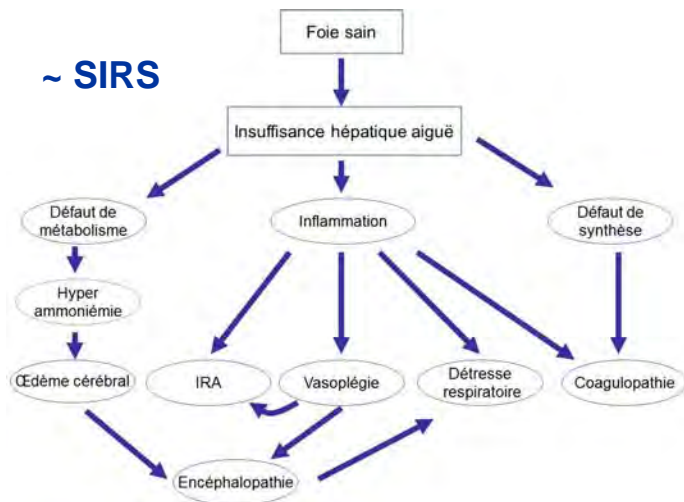 Foie sain
~ SIRS
Insuffisance hépatique aiguë
Défaut de
métabolisme
Inflammation
Défaut de
synthèse
Hyper
ammoniémie
Œdème cérébral
IRA
Vasoplégie
Détresse
respiratoire
Coagulopathie
Encéphalopathie